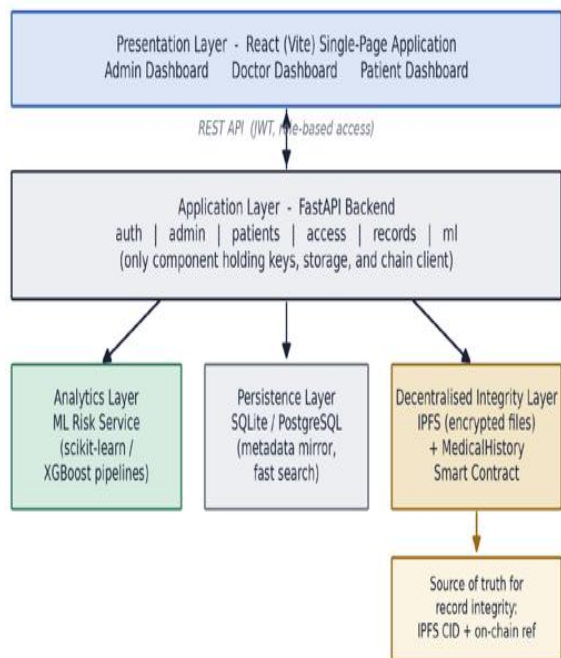 Presentation Layer - React (Vite) Single-Page Application
Admin Dashboard Doctor Dashboard Patient Dashboard
REST API (JWT, role-based access)
Application Layer - FastAPI Backend
auth | admin | patients | access | records | ml
(only component holding keys, storage, and chain client)
Analytics Layer
ML Risk Service
(scikit-learn /
XGBoost pipelines)
Persistence Layer
SQLite / PostgreSQL
(metadata mirror,
fast search)
Decentralised Integrity Layer
IPFS (encrypted files)
+ MedicalHistory
Smart Contract
Source of truth for
record integrity:
IPFS CID + on-chain ref